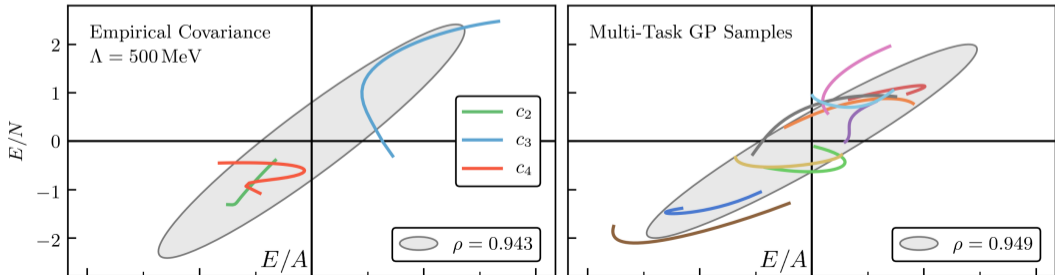 Empirical Covariance
Λ = 500 MeV
E/N
2
1
0
−1
−2
c₂
c₃
c₄
ρ = 0.943
E/A
Multi-Task GP Samples
ρ = 0.949
E/A